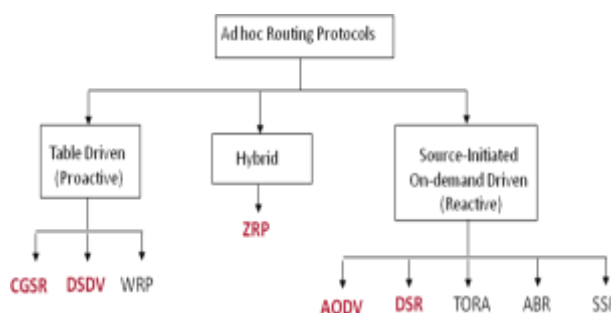 Ad hoc Routing Protocols
Table Driven
(Proactive)
Hybrid
Source-Initiated
On-demand Driven
(Reactive)
ZRP
CGSR DSDV WRP
AODV DSR TORA ABR